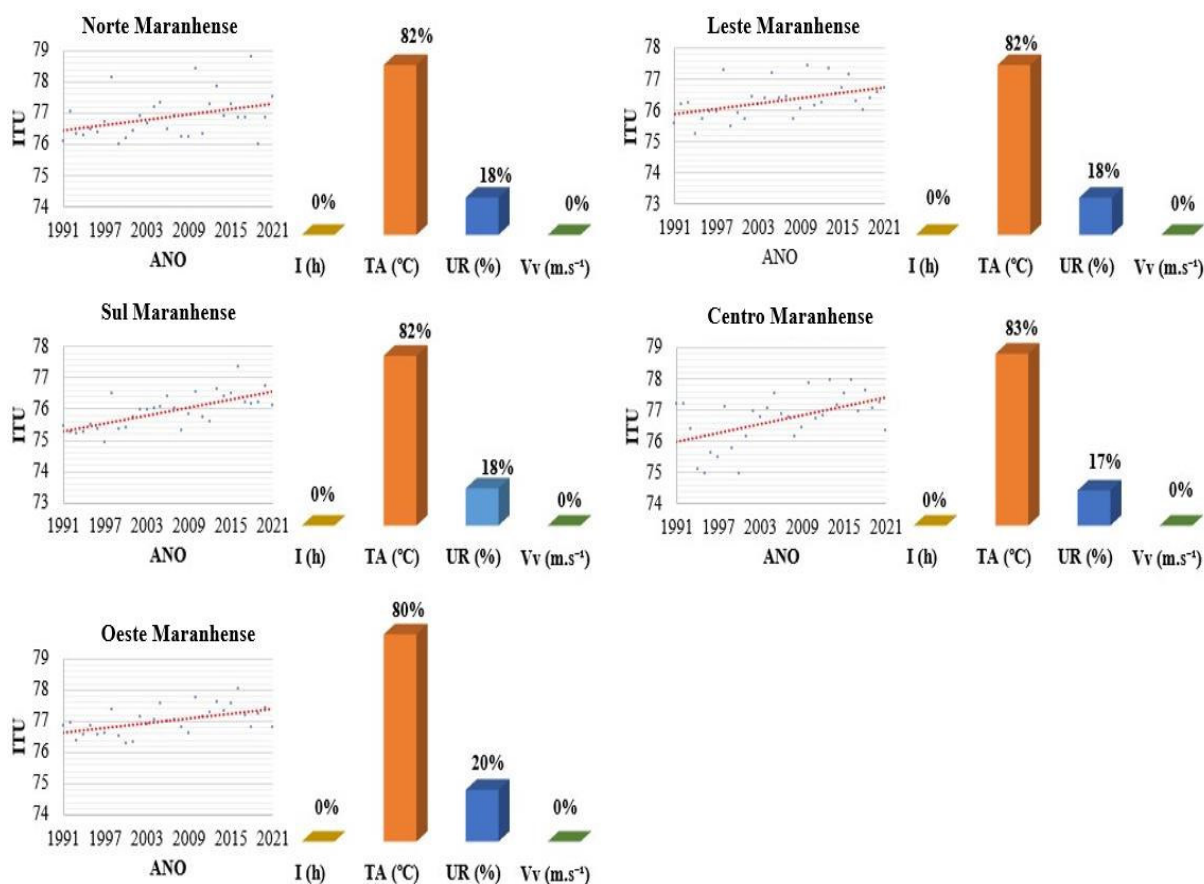 Norte Maranhense
79
78
77
76
75
74
ITU
1991 1997 2003 2009 2015 2021
ANO
0%
82%
18%
0%
I (h) TA (°C) UR (%) Vv (m.s⁻¹)
Leste Maranhense
78
77
76
75
74
73
ITU
1991 1997 2003 2009 2015 2021
ANO
0%
82%
18%
0%
I (h) TA (°C) UR (%) Vv (m.s⁻¹)
Sul Maranhense
78
77
76
75
74
73
ITU
1991 1997 2003 2009 2015 2021
ANO
0%
82%
18%
0%
I (h) TA (°C) UR (%) Vv (m.s⁻¹)
Centro Maranhense
79
78
77
76
75
74
ITU
1991 1997 2003 2009 2015 2021
ANO
0%
83%
17%
0%
I (h) TA (°C) UR (%) Vv (m.s⁻¹)
Oeste Maranhense
79
78
77
76
75
74
ITU
1991 1997 2003 2009 2015 2021
ANO
0%
80%
20%
0%
I (h) TA (°C) UR (%) Vv (m.s⁻¹)